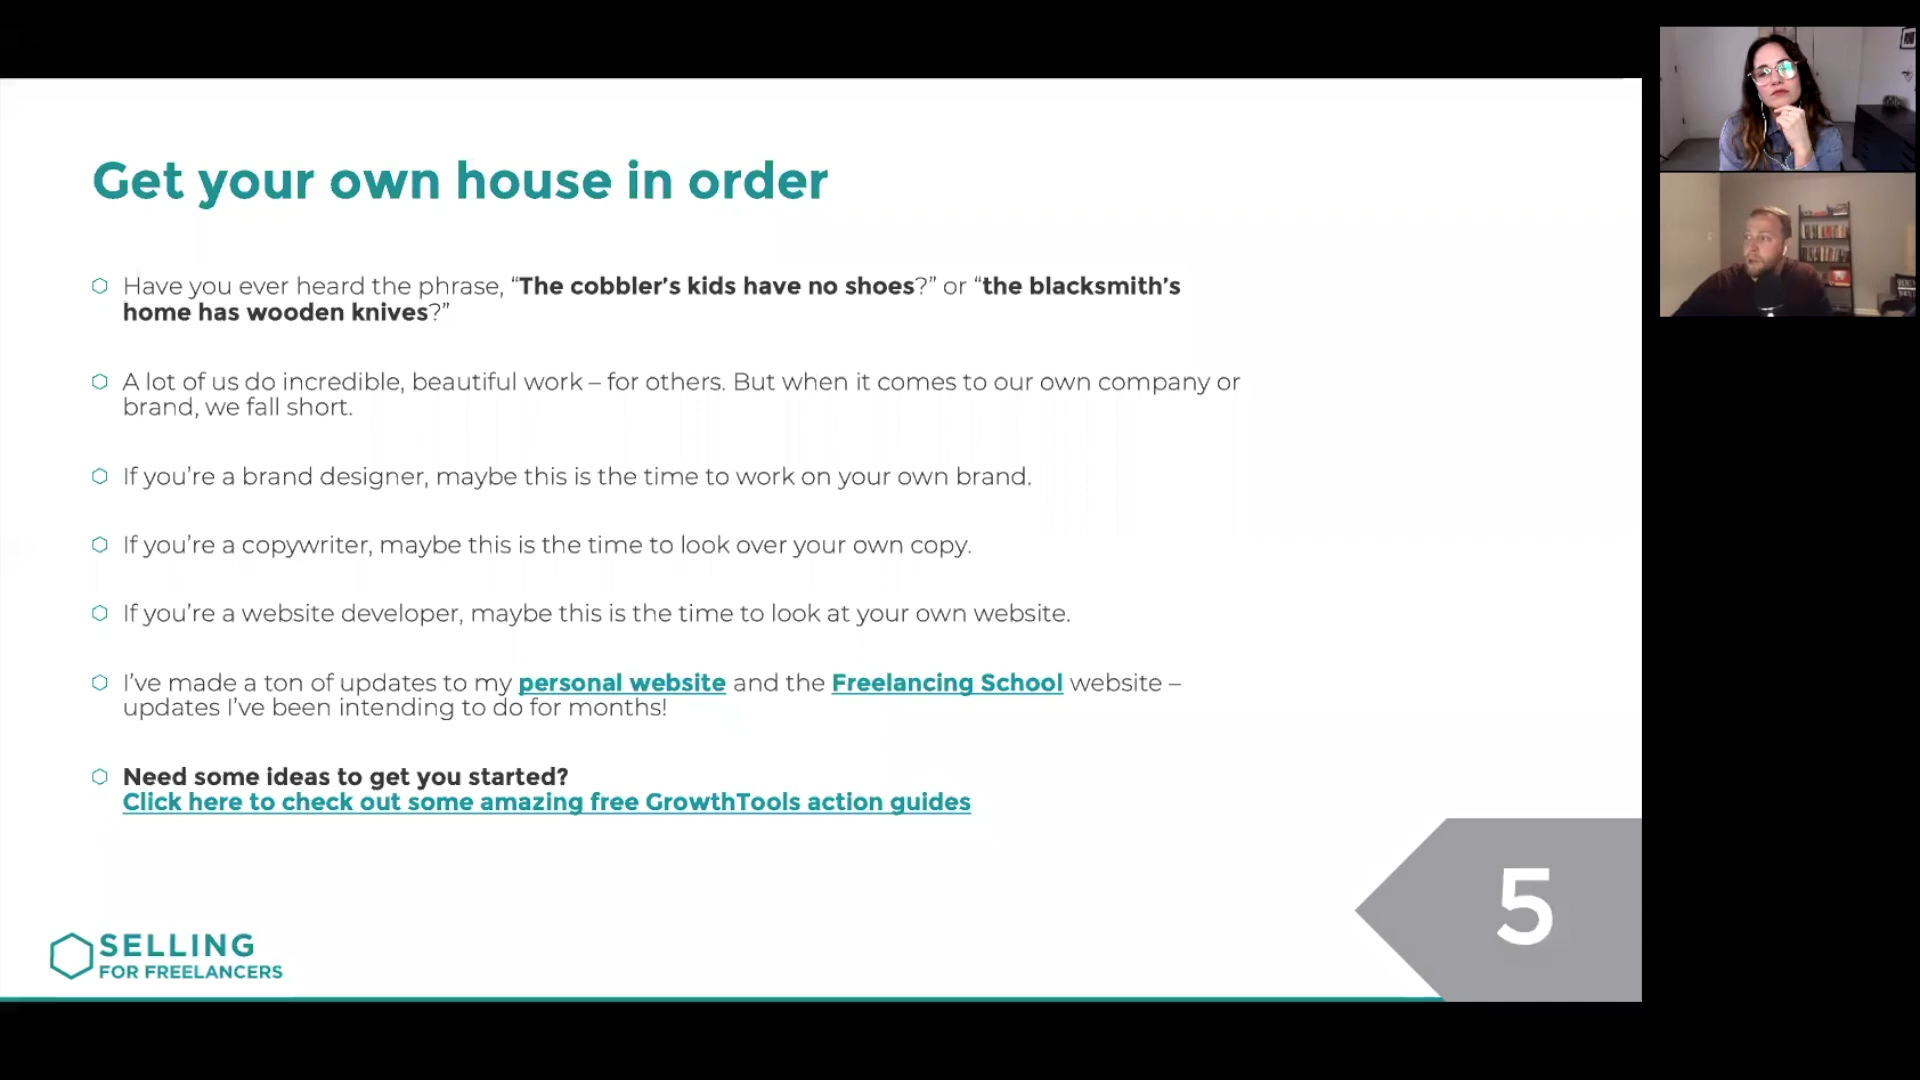 Get your own house in order
Have you ever heard the phrase, “The cobbler’s kids have no shoes?” or “the blacksmith’s
home has wooden knives?”
A lot of us do incredible, beautiful work – for others. But when it comes to our own company or
brand, we fall short.
If you’re a brand designer, maybe this is the time to work on your own brand.
If you’re a copywriter, maybe this is the time to look over your own copy.
If you’re a website developer, maybe this is the time to look at your own website.
I’ve made a ton of updates to my personal website and the Freelancing School website –
updates I’ve been intending to do for months!
Need some ideas to get you started?
Click here to check out some amazing free GrowthTools action guides
5
SELLING
FOR FREELANCERS